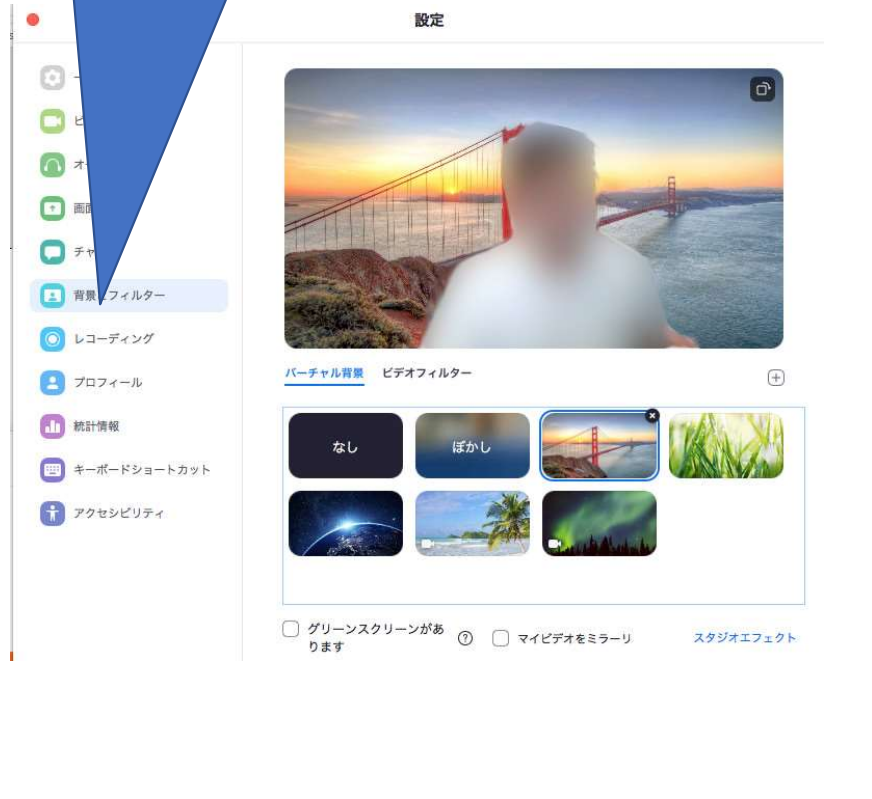 設定
画面
チャ
背景とフィルター
レコーディング
プロフィール
統計情報
キーボードショートカット
アクセシビリティ
バーチャル背景
ビデオフィルター
なし
ぼかし
グリーンスクリーンがあ
ります
マイビデオをミラーリ
スタジオエフェクト